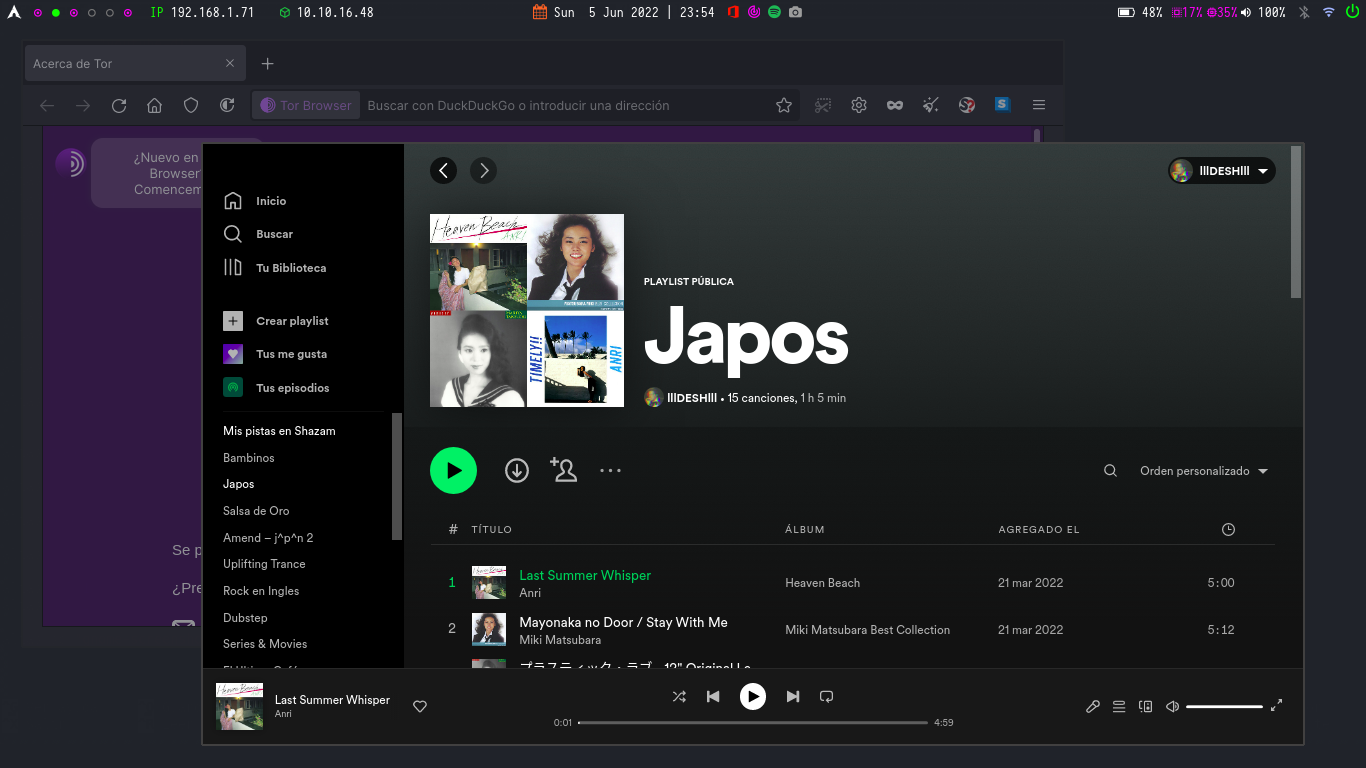 IP 192.168.1.71
10.10.16.48
Sun 5 Jun 2022 | 23:54
48%
17%
35%
100%
Acerca de Tor
Tor Browser
Buscar con DuckDuckGo o introducir una dirección
S
¿Nuevo en
Browser
Comencem
Se p
¿Pre
Inicio
Buscar
Tu Biblioteca
Crear playlist
Tus me gusta
Tus episodios
Mis pistas en Shazam
Bambinos
Japos
Salsa de Oro
Amend – j^p^n 2
Uplifting Trance
Rock en Ingles
Dubstep
Series & Movies
lllDESHlll
Heaven Beach
ANRI
TIMELY!!
ANRI
PLAYLIST PÚBLICA
Japos
lllDESHlll • 15 canciones, 1 h 5 min
Orden personalizado
# TÍTULO ÁLBUM AGREGADO EL
1 Last Summer Whisper Heaven Beach 21 mar 2022 5:00
Anri
2 Mayonaka no Door / Stay With Me Miki Matsubara Best Collection 21 mar 2022 5:12
Miki Matsubara
プラスティック・ラブ - 12" Original Lo
Last Summer Whisper
Anri
0:01
4:59